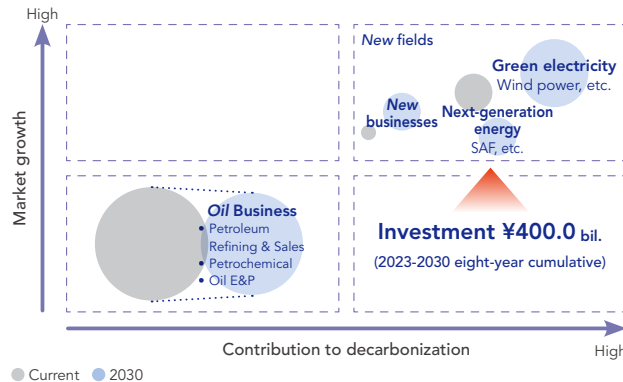 High
New fields
Green electricity
Wind power, etc.
New
businesses
Next-generation
energy
SAF, etc.
Market growth
Oil Business
• Petroleum
Refining & Sales
• Petrochemical
• Oil E&P
Investment ¥400.0 bil.
(2023-2030 eight-year cumulative)
Contribution to decarbonization
High
Current
2030